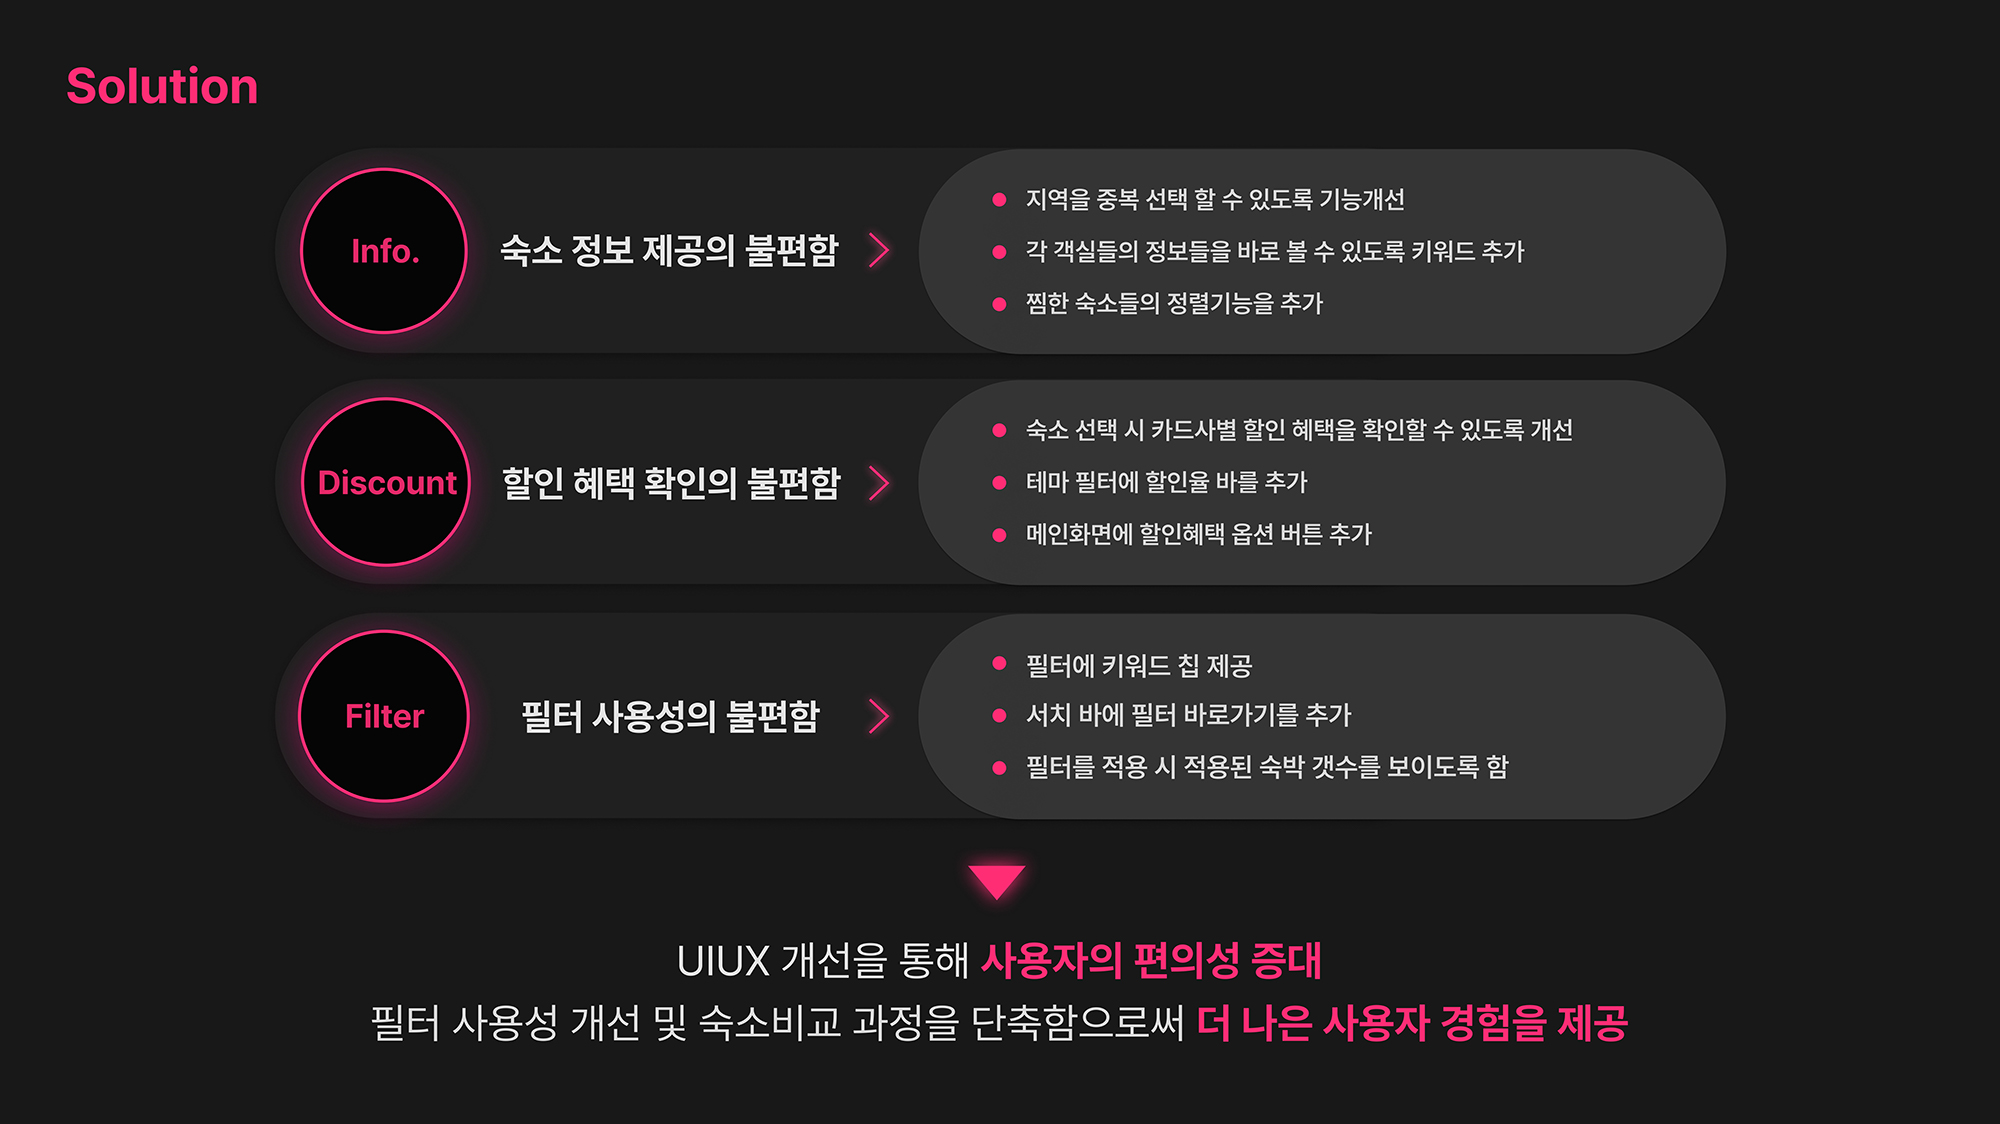 Solution
Info.
숙소 정보 제공의 불편함
지역을 중복 선택 할 수 있도록 기능개선
각 객실들의 정보들을 바로 볼 수 있도록 키워드 추가
찜한 숙소들의 정렬기능을 추가
Discount
할인 혜택 확인의 불편함
숙소 선택 시 카드사별 할인 혜택을 확인할 수 있도록 개선
테마 필터에 할인율 바를 추가
메인화면에 할인혜택 옵션 버튼 추가
Filter
필터 사용성의 불편함
필터에 키워드 칩 제공
서치 바에 필터 바로가기를 추가
필터를 적용 시 적용된 숙박 갯수를 보이도록 함
UIUX 개선을 통해 사용자의 편의성 증대
필터 사용성 개선 및 숙소비교 과정을 단축함으로써 더 나은 사용자 경험을 제공